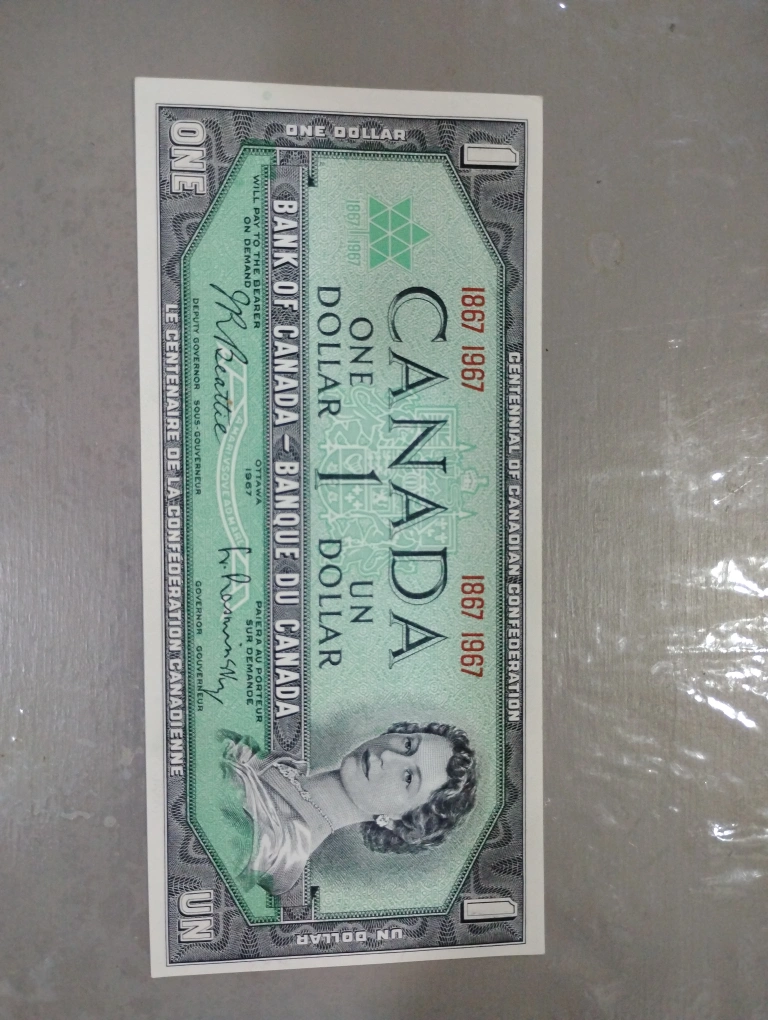 CENTENNIAL OF CANADIAN CONFEDERATION
1
1
1867 1967
1867 1967
CANADA
1867 1967
ONE DOLLAR
1
UN DOLLAR
ONE DOLLAR
UN DOLLAR
BANK OF CANADA – BANQUE DU CANADA
WILL PAY TO THE BEARER
ON DEMAND
OTTAWA
1967
PAIERA AU PORTEUR
SUR DEMANDE
J R Beattie
L. Rasminsky
DEPUTY GOVERNOR SOUS-GOUVERNEUR
GOVERNOR GOUVERNEUR
ONE
LE CENTENAIRE DE LA CONFÉDÉRATION CANADIENNE
UN